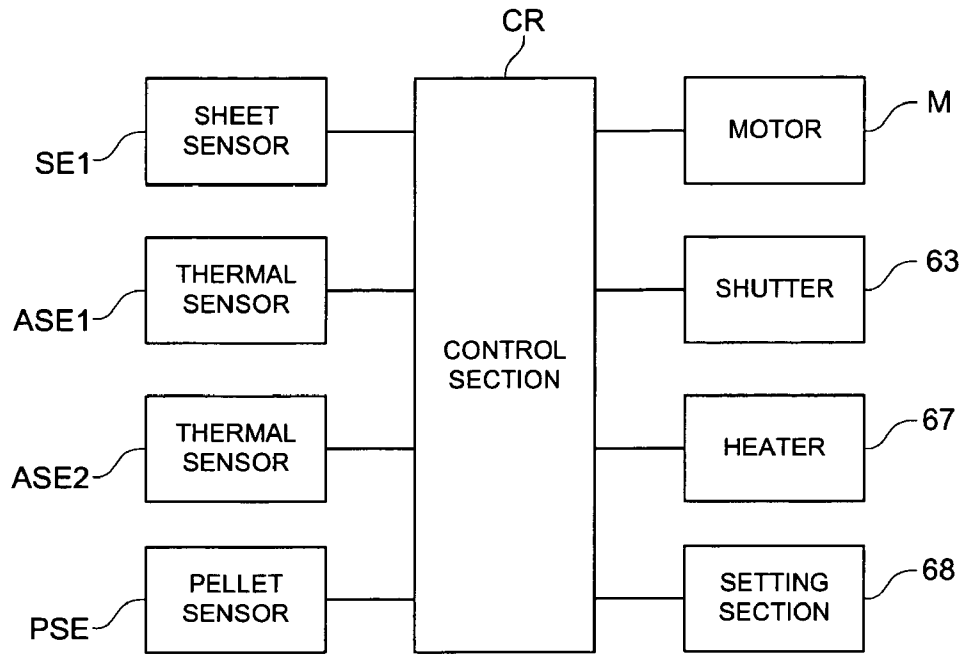 CR
SHEET
SENSOR
SE1
MOTOR
M
THERMAL
SENSOR
ASE1
SHUTTER
63
CONTROL
SECTION
THERMAL
SENSOR
ASE2
HEATER
67
PELLET
SENSOR
PSE
SETTING
SECTION
68